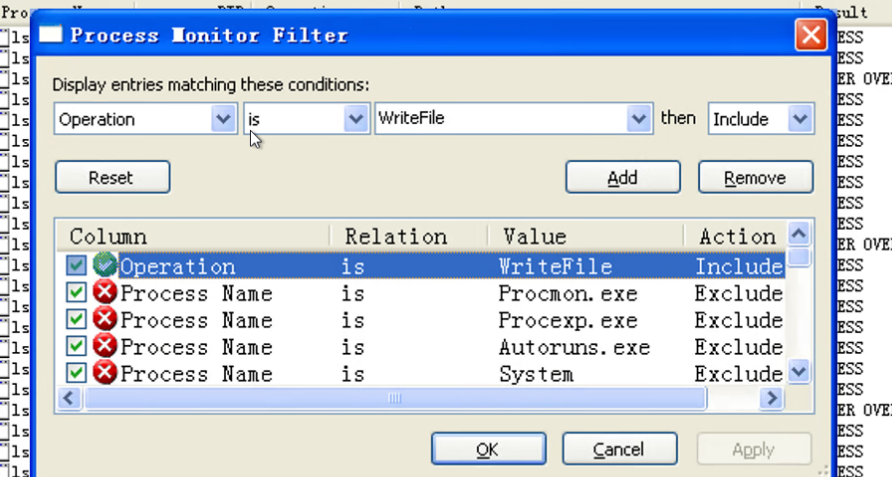 Process Monitor Filter
Display entries matching these conditions:
Operation is WriteFile then Include
Reset Add Remove
Column Relation Value Action
Operation is WriteFile Include
Process Name is Procmon.exe Exclude
Process Name is Procexp.exe Exclude
Process Name is Autoruns.exe Exclude
Process Name is System Exclude
OK Cancel Apply